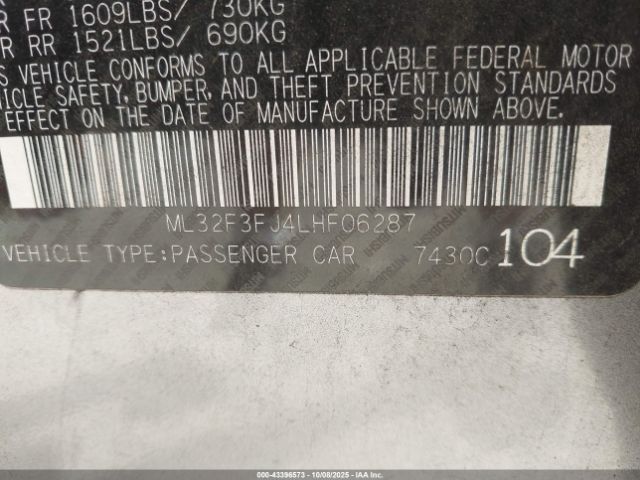 R FR 1609LBS/ 730KG
R RR 1521LBS/ 690KG
S VEHICLE CONFORMS TO ALL APPLICABLE FEDERAL MOTOR
HICLE SAFETY, BUMPER, AND THEFT PREVENTION STANDARDS
EFFECT ON THE DATE OF MANUFACTURE SHOWN ABOVE.
ML32F3FJ4LHF06287
VEHICLE TYPE:PASSENGER CAR 7430C 104
000-43396573 | 10/08/2025 | IAA Inc.